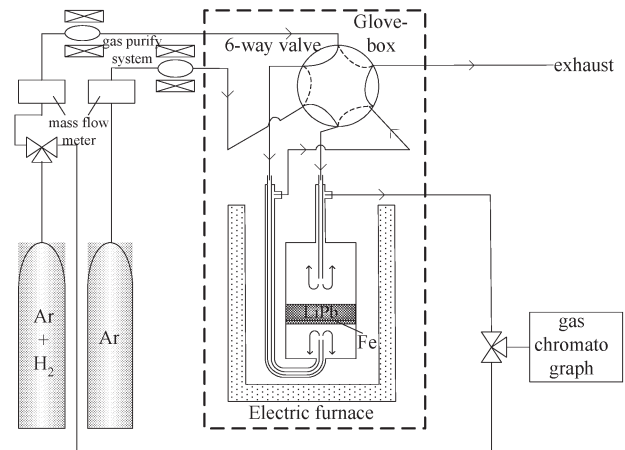 Glove-
box
6-way valve
gas purify
system
exhaust
mass flow
meter
Ar
+
H2
Ar
LiPb
Fe
gas
chromato
graph
Electric furnace